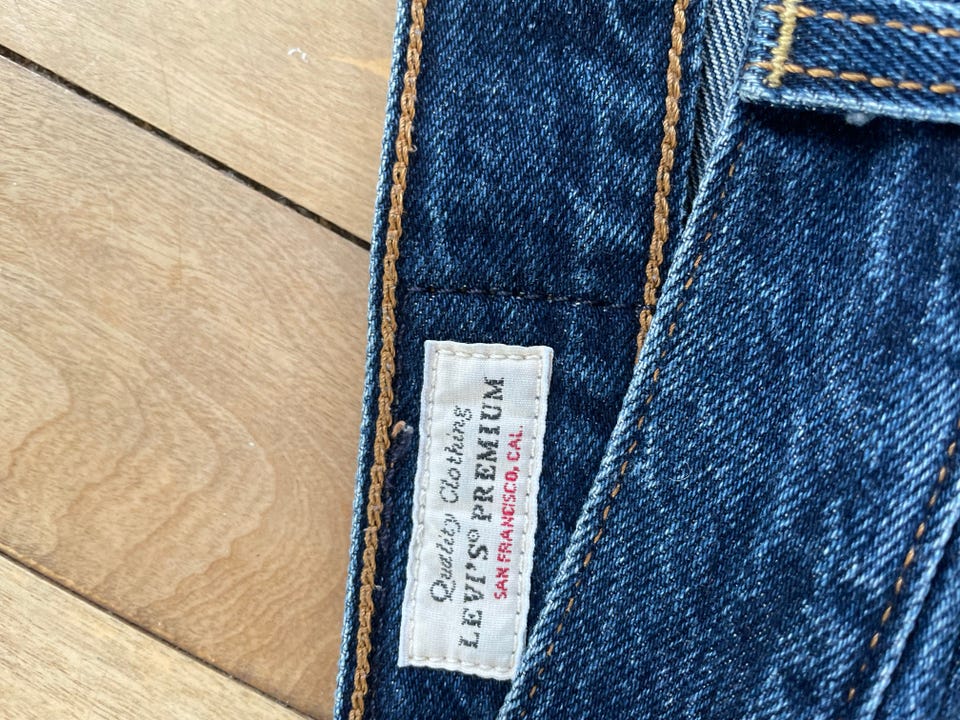 Quality Clothing
LEVI'S® PREMIUM
SAN FRANCISCO, CAL.